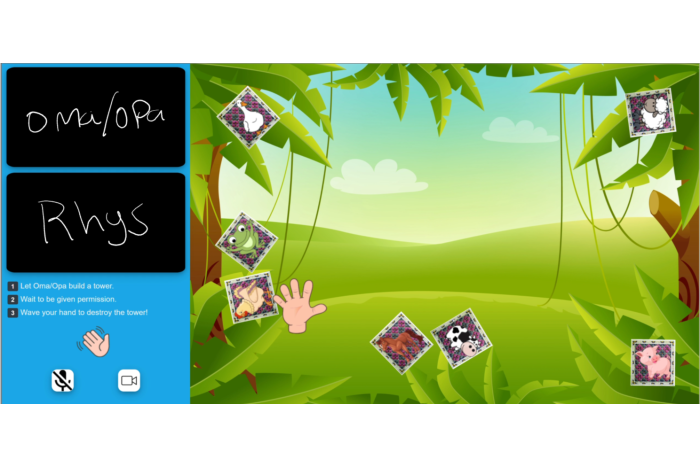 oma/opa
Rhys
1 Let Oma/Opa build a tower.
2 Wait to be given permission.
3 Wave your hand to destroy the tower!